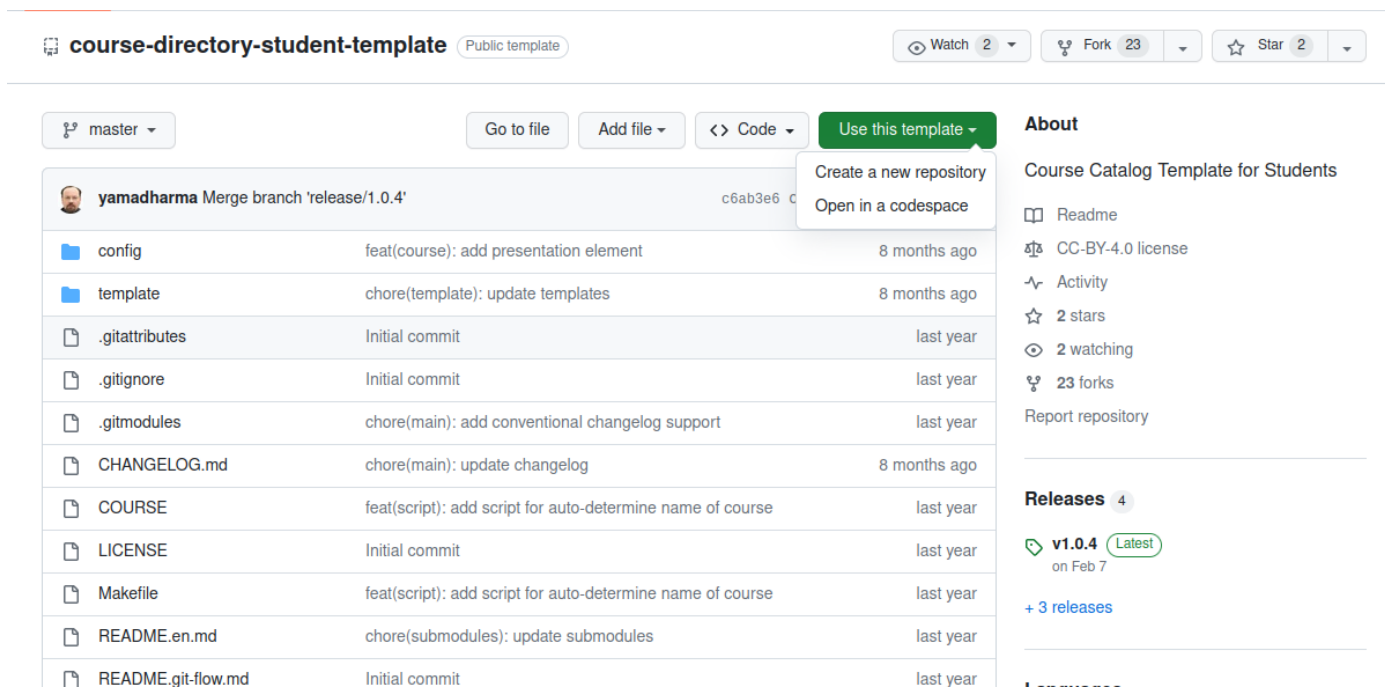 course-directory-student-template Public template
Watch 2
Fork 23
Star 2
master
Go to file
Add file
Code
Use this template
Create a new repository
Open in a codespace
yamadharma Merge branch 'release/1.0.4' c6ab3e6
config feat(course): add presentation element 8 months ago
template chore(template): update templates 8 months ago
.gitattributes Initial commit last year
.gitignore Initial commit last year
.gitmodules chore(main): add conventional changelog support last year
CHANGELOG.md chore(main): update changelog 8 months ago
COURSE feat(script): add script for auto-determine name of course last year
LICENSE Initial commit last year
Makefile feat(script): add script for auto-determine name of course last year
README.en.md chore(submodules): update submodules last year
README.git-flow.md Initial commit last year
About
Course Catalog Template for Students
Readme
CC-BY-4.0 license
Activity
2 stars
2 watching
23 forks
Report repository
Releases 4
v1.0.4 Latest
on Feb 7
+ 3 releases